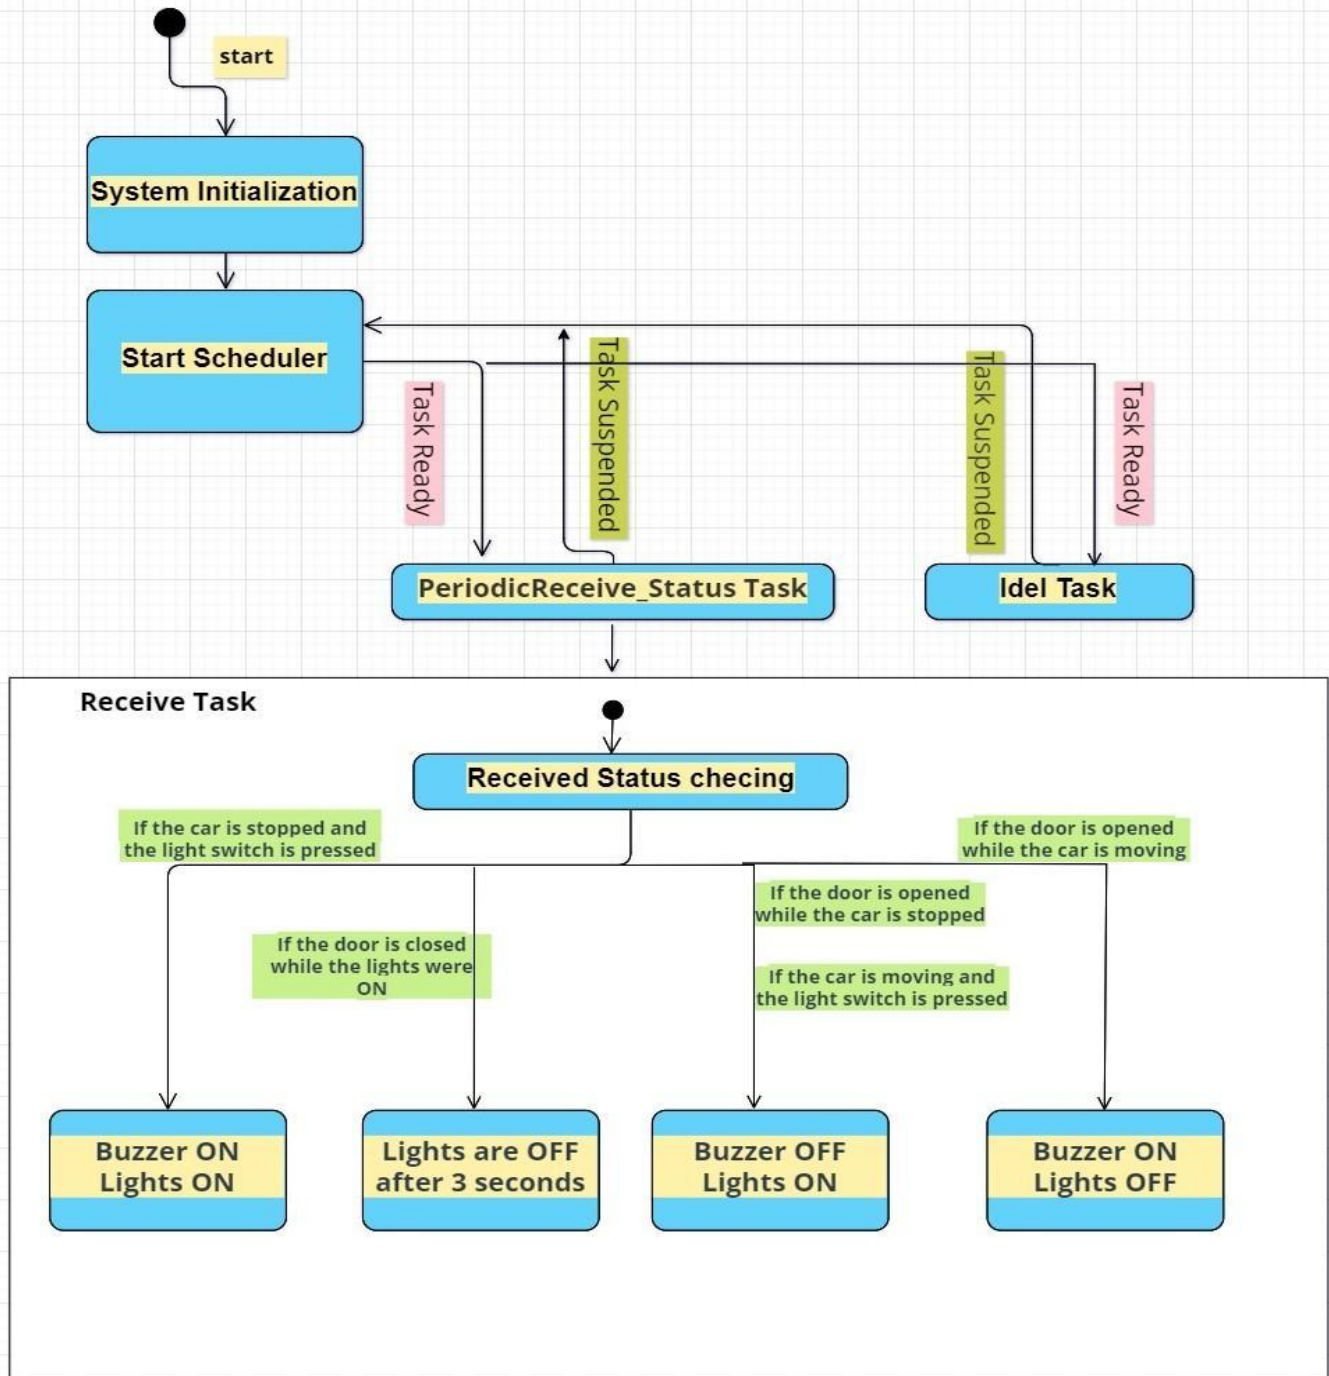 start
System Initialization
Start Scheduler
Task Ready
Task Suspended
Task Suspended
Task Ready
PeriodicReceive_Status Task
Idel Task
Receive Task
Received Status checing
If the car is stopped and
the light switch is pressed
If the door is opened
while the car is moving
If the door is opened
while the car is stopped
If the door is closed
while the lights were
ON
If the car is moving and
the light switch is pressed
Buzzer ON
Lights ON
Lights are OFF
after 3 seconds
Buzzer OFF
Lights ON
Buzzer ON
Lights OFF